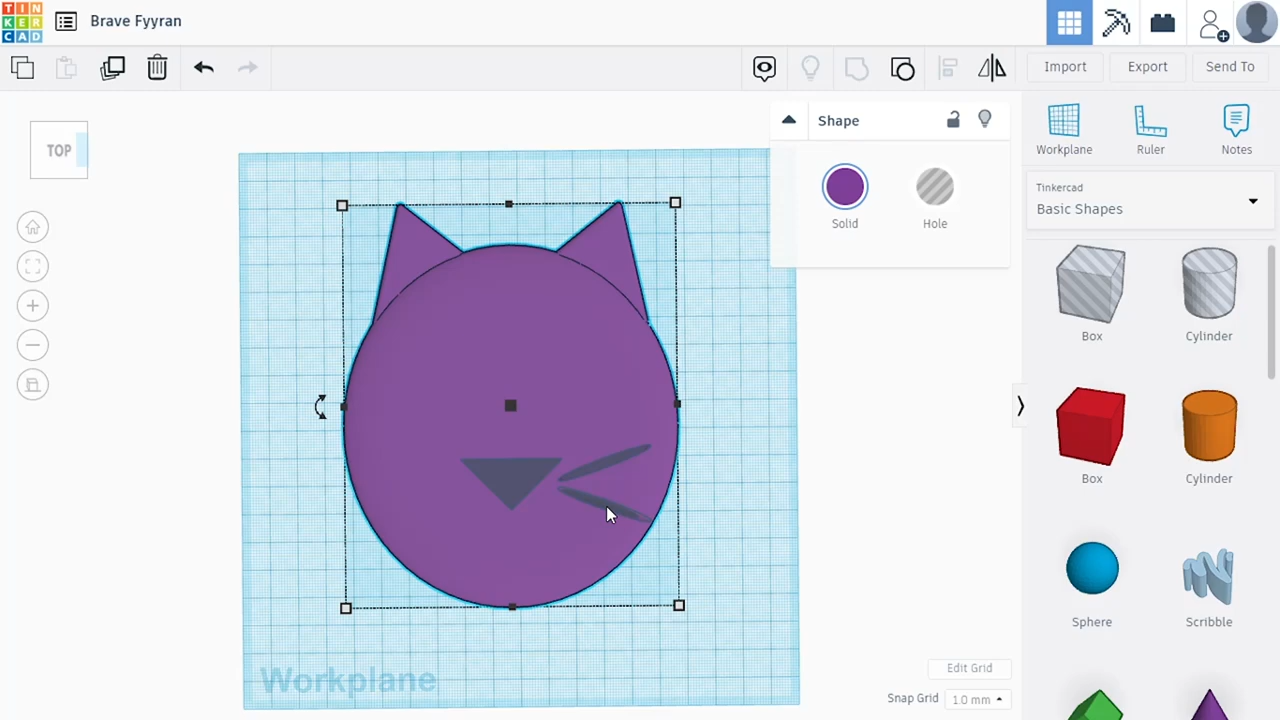 TIN
KER
CAD
Brave Fyyran
Import
Export
Send To
TOP
Shape
Solid
Hole
Workplane
Ruler
Notes
Tinkercad
Basic Shapes
Box
Cylinder
Box
Cylinder
Sphere
Scribble
Workplane
Edit Grid
Snap Grid
1.0 mm